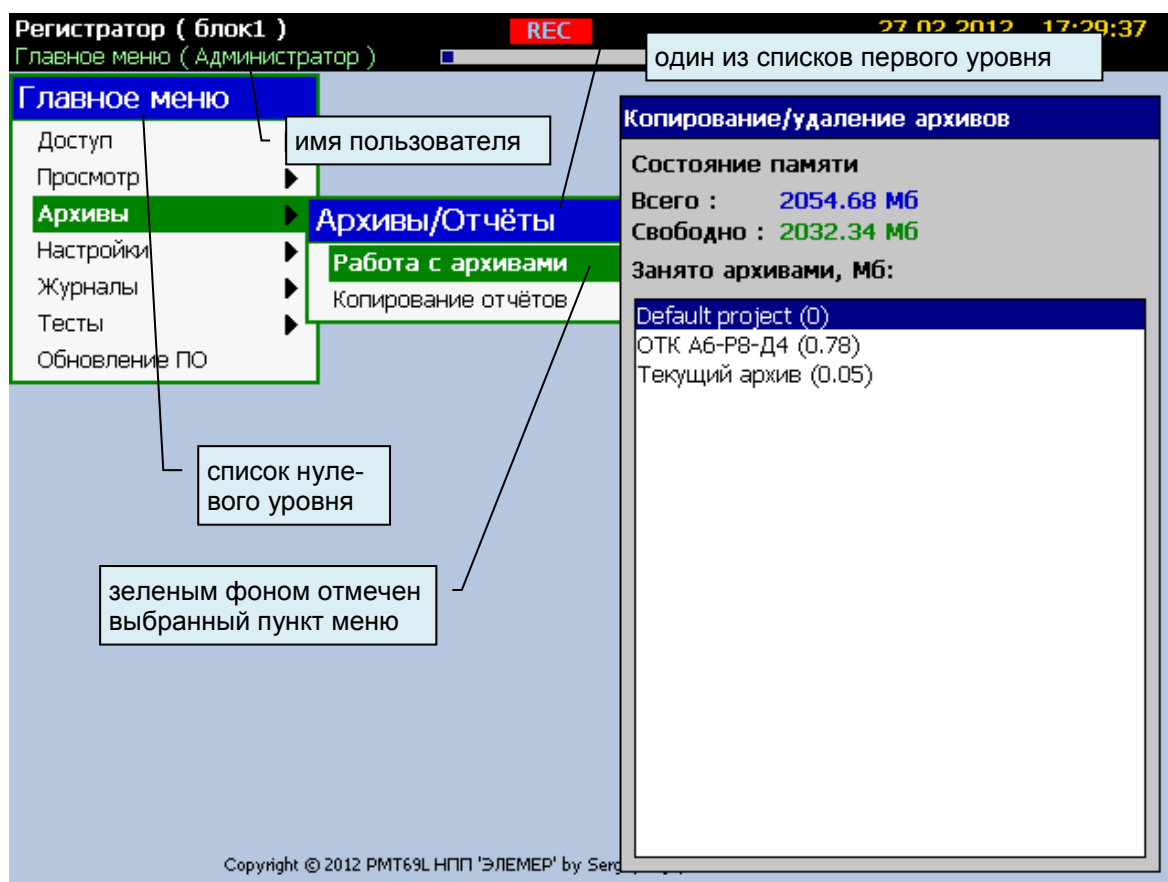 Регистратор ( блок1 )
REC
27.02.2012 17:29:37
Главное меню ( Администратор )
один из списков первого уровня
Главное меню
Доступ
имя пользователя
Просмотр
Архивы
Настройки
Журналы
Тесты
Обновление ПО
Архивы/Отчёты
Работа с архивами
Копирование отчётов
Копирование/удаление архивов
Состояние памяти
Всего : 2054.68 Мб
Свободно : 2032.34 Мб
Занято архивами, Мб:
Default project (0)
ОТК А6-Р8-Д4 (0.78)
Текущий архив (0.05)
список нуле-
вого уровня
зеленым фоном отмечен
выбранный пункт меню
Copyright © 2012 РМТ69L НПП 'ЭЛЕМЕР' by